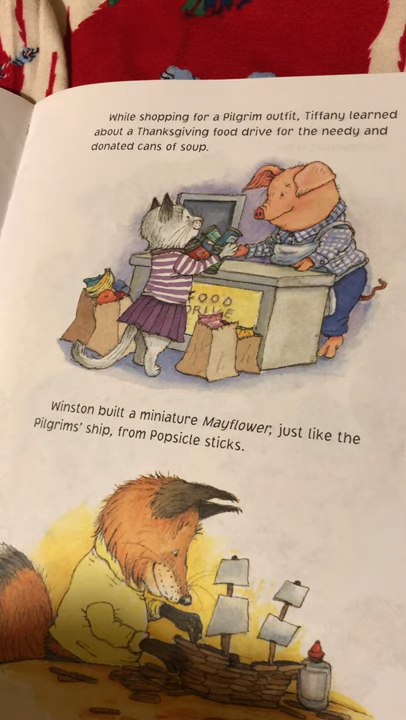 While shopping for a Pilgrim outfit, Tiffany learned
about a Thanksgiving food drive for the needy and
donated cans of soup.
FOOD
DRIVE
Winston built a miniature Mayflower, just like the
Pilgrims' ship, from Popsicle sticks.